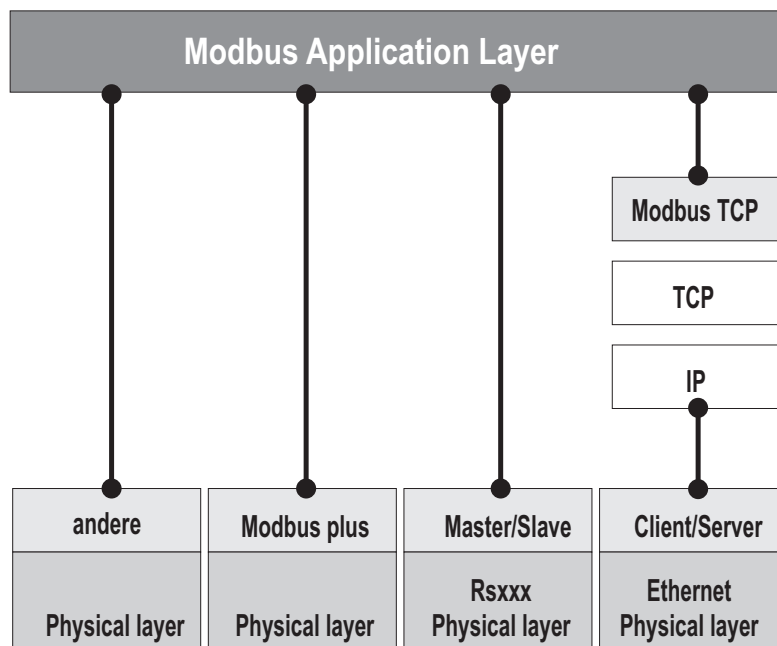 Modbus Application Layer
Modbus TCP
TCP
IP
andere
Modbus plus
Master/Slave
Client/Server
Physical layer
Physical layer
Rsxxx
Physical layer
Ethernet
Physical layer